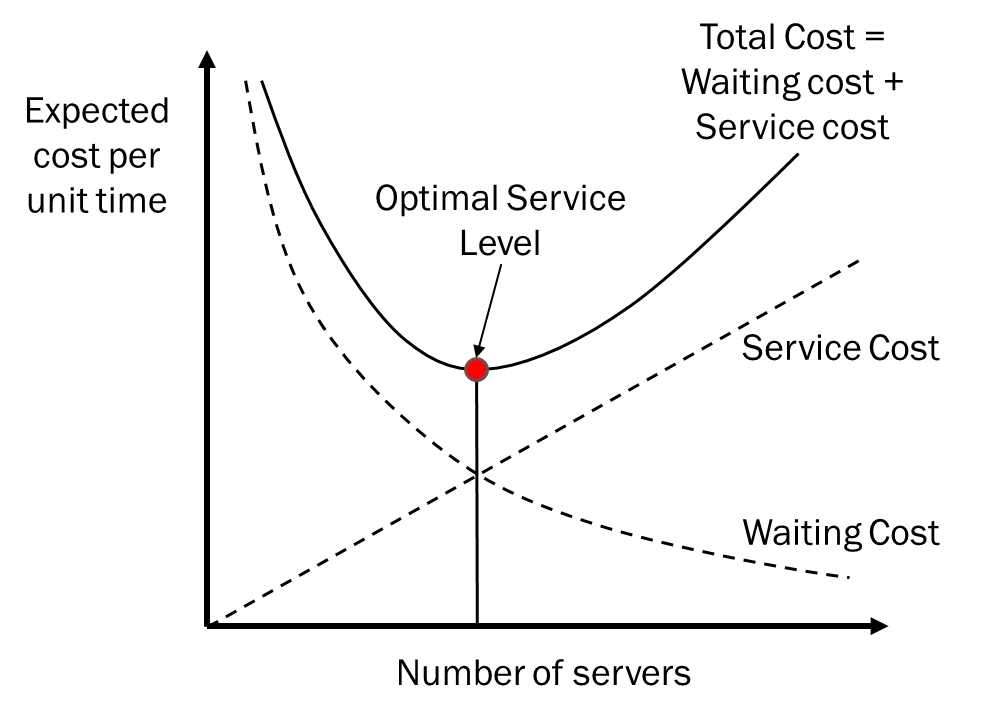 Total Cost =
Waiting cost +
Service cost
Expected
cost per
unit time
Optimal Service
Level
Service Cost
Waiting Cost
Number of servers